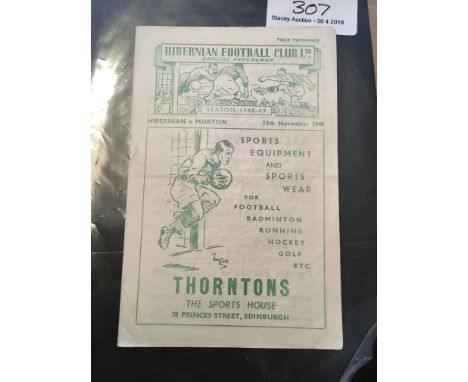 307
Stacey Auction - 30 4 2018
PRICE TWOPENCE
HIBERNIAN FOOTBALL CLUB LTD
OFFICIAL PROGRAMME
SEASON 1948-49
HIBERNIAN v MORTON 13th November 1948
SPORTS
EQUIPMENT
AND
SPORTS
WEAR
FOR
FOOTBALL
BADMINTON
RUNNING
HOCKEY
GOLF
ETC.
THORNTONS
THE SPORTS HOUSE
78 PRINCES STREET, EDINBURGH